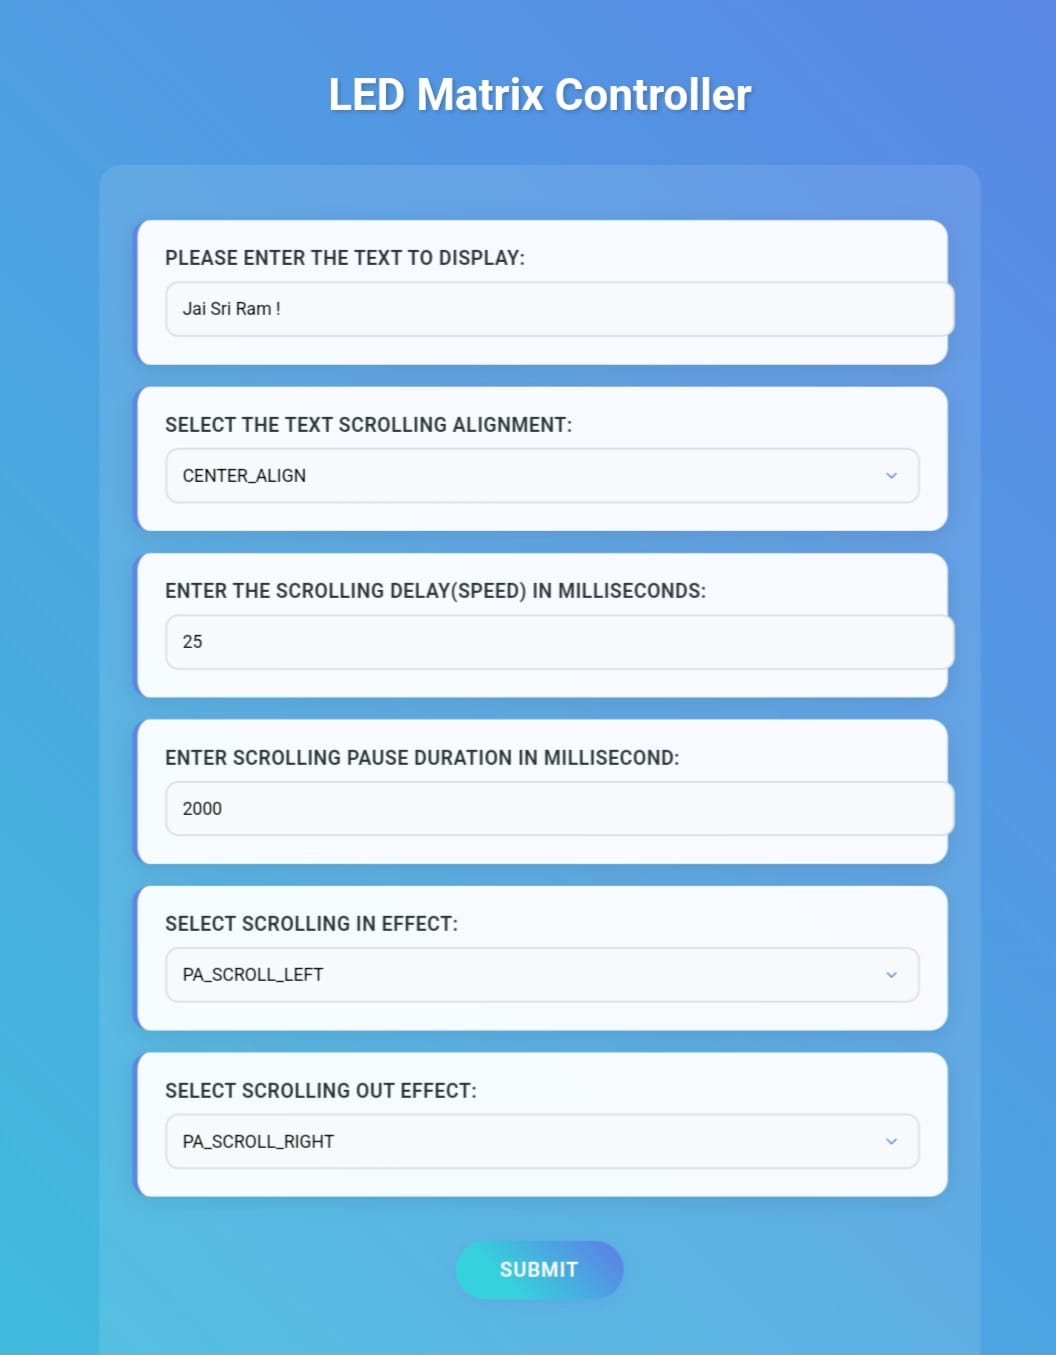 LED Matrix Controller
PLEASE ENTER THE TEXT TO DISPLAY:
Jai Sri Ram !
SELECT THE TEXT SCROLLING ALIGNMENT:
CENTER_ALIGN
ENTER THE SCROLLING DELAY(SPEED) IN MILLISECONDS:
25
ENTER SCROLLING PAUSE DURATION IN MILLISECOND:
2000
SELECT SCROLLING IN EFFECT:
PA_SCROLL_LEFT
SELECT SCROLLING OUT EFFECT:
PA_SCROLL_RIGHT
SUBMIT